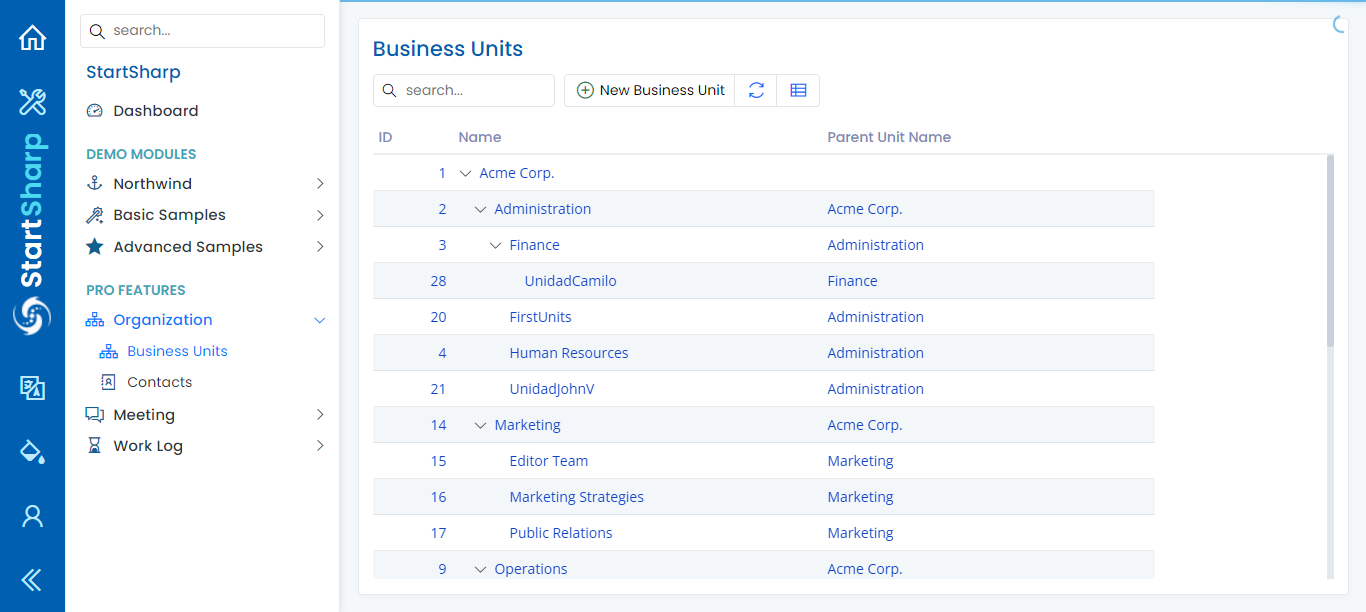 StartSharp
search...
StartSharp
Dashboard
DEMO MODULES
Northwind
Basic Samples
Advanced Samples
PRO FEATURES
Organization
Business Units
Contacts
Meeting
Work Log
Business Units
search...
New Business Unit
ID Name Parent Unit Name
1 Acme Corp.
2 Administration Acme Corp.
3 Finance Administration
28 UnidadCamilo Finance
20 FirstUnits Administration
4 Human Resources Administration
21 UnidadJohnV Administration
14 Marketing Acme Corp.
15 Editor Team Marketing
16 Marketing Strategies Marketing
17 Public Relations Marketing
9 Operations Acme Corp.